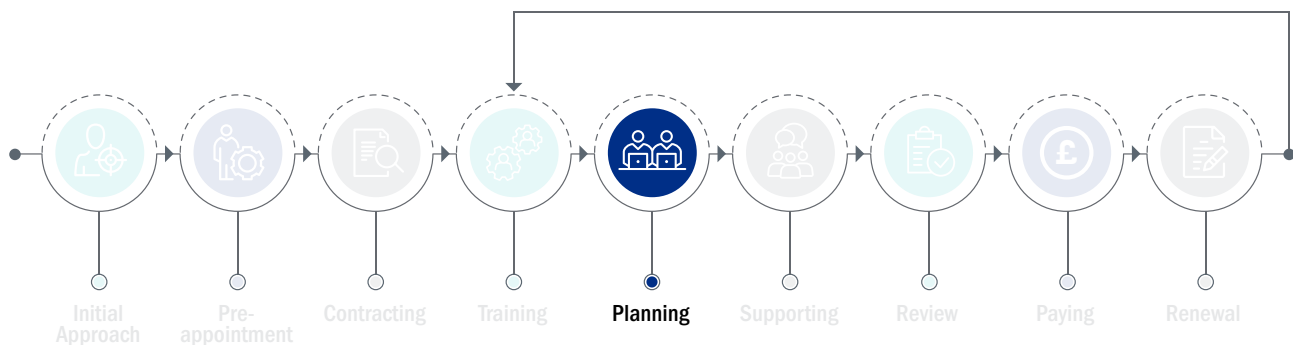 £
Initial
Approach
Pre-
appointment
Contracting
Training
Planning
Supporting
Review
Paying
Renewal